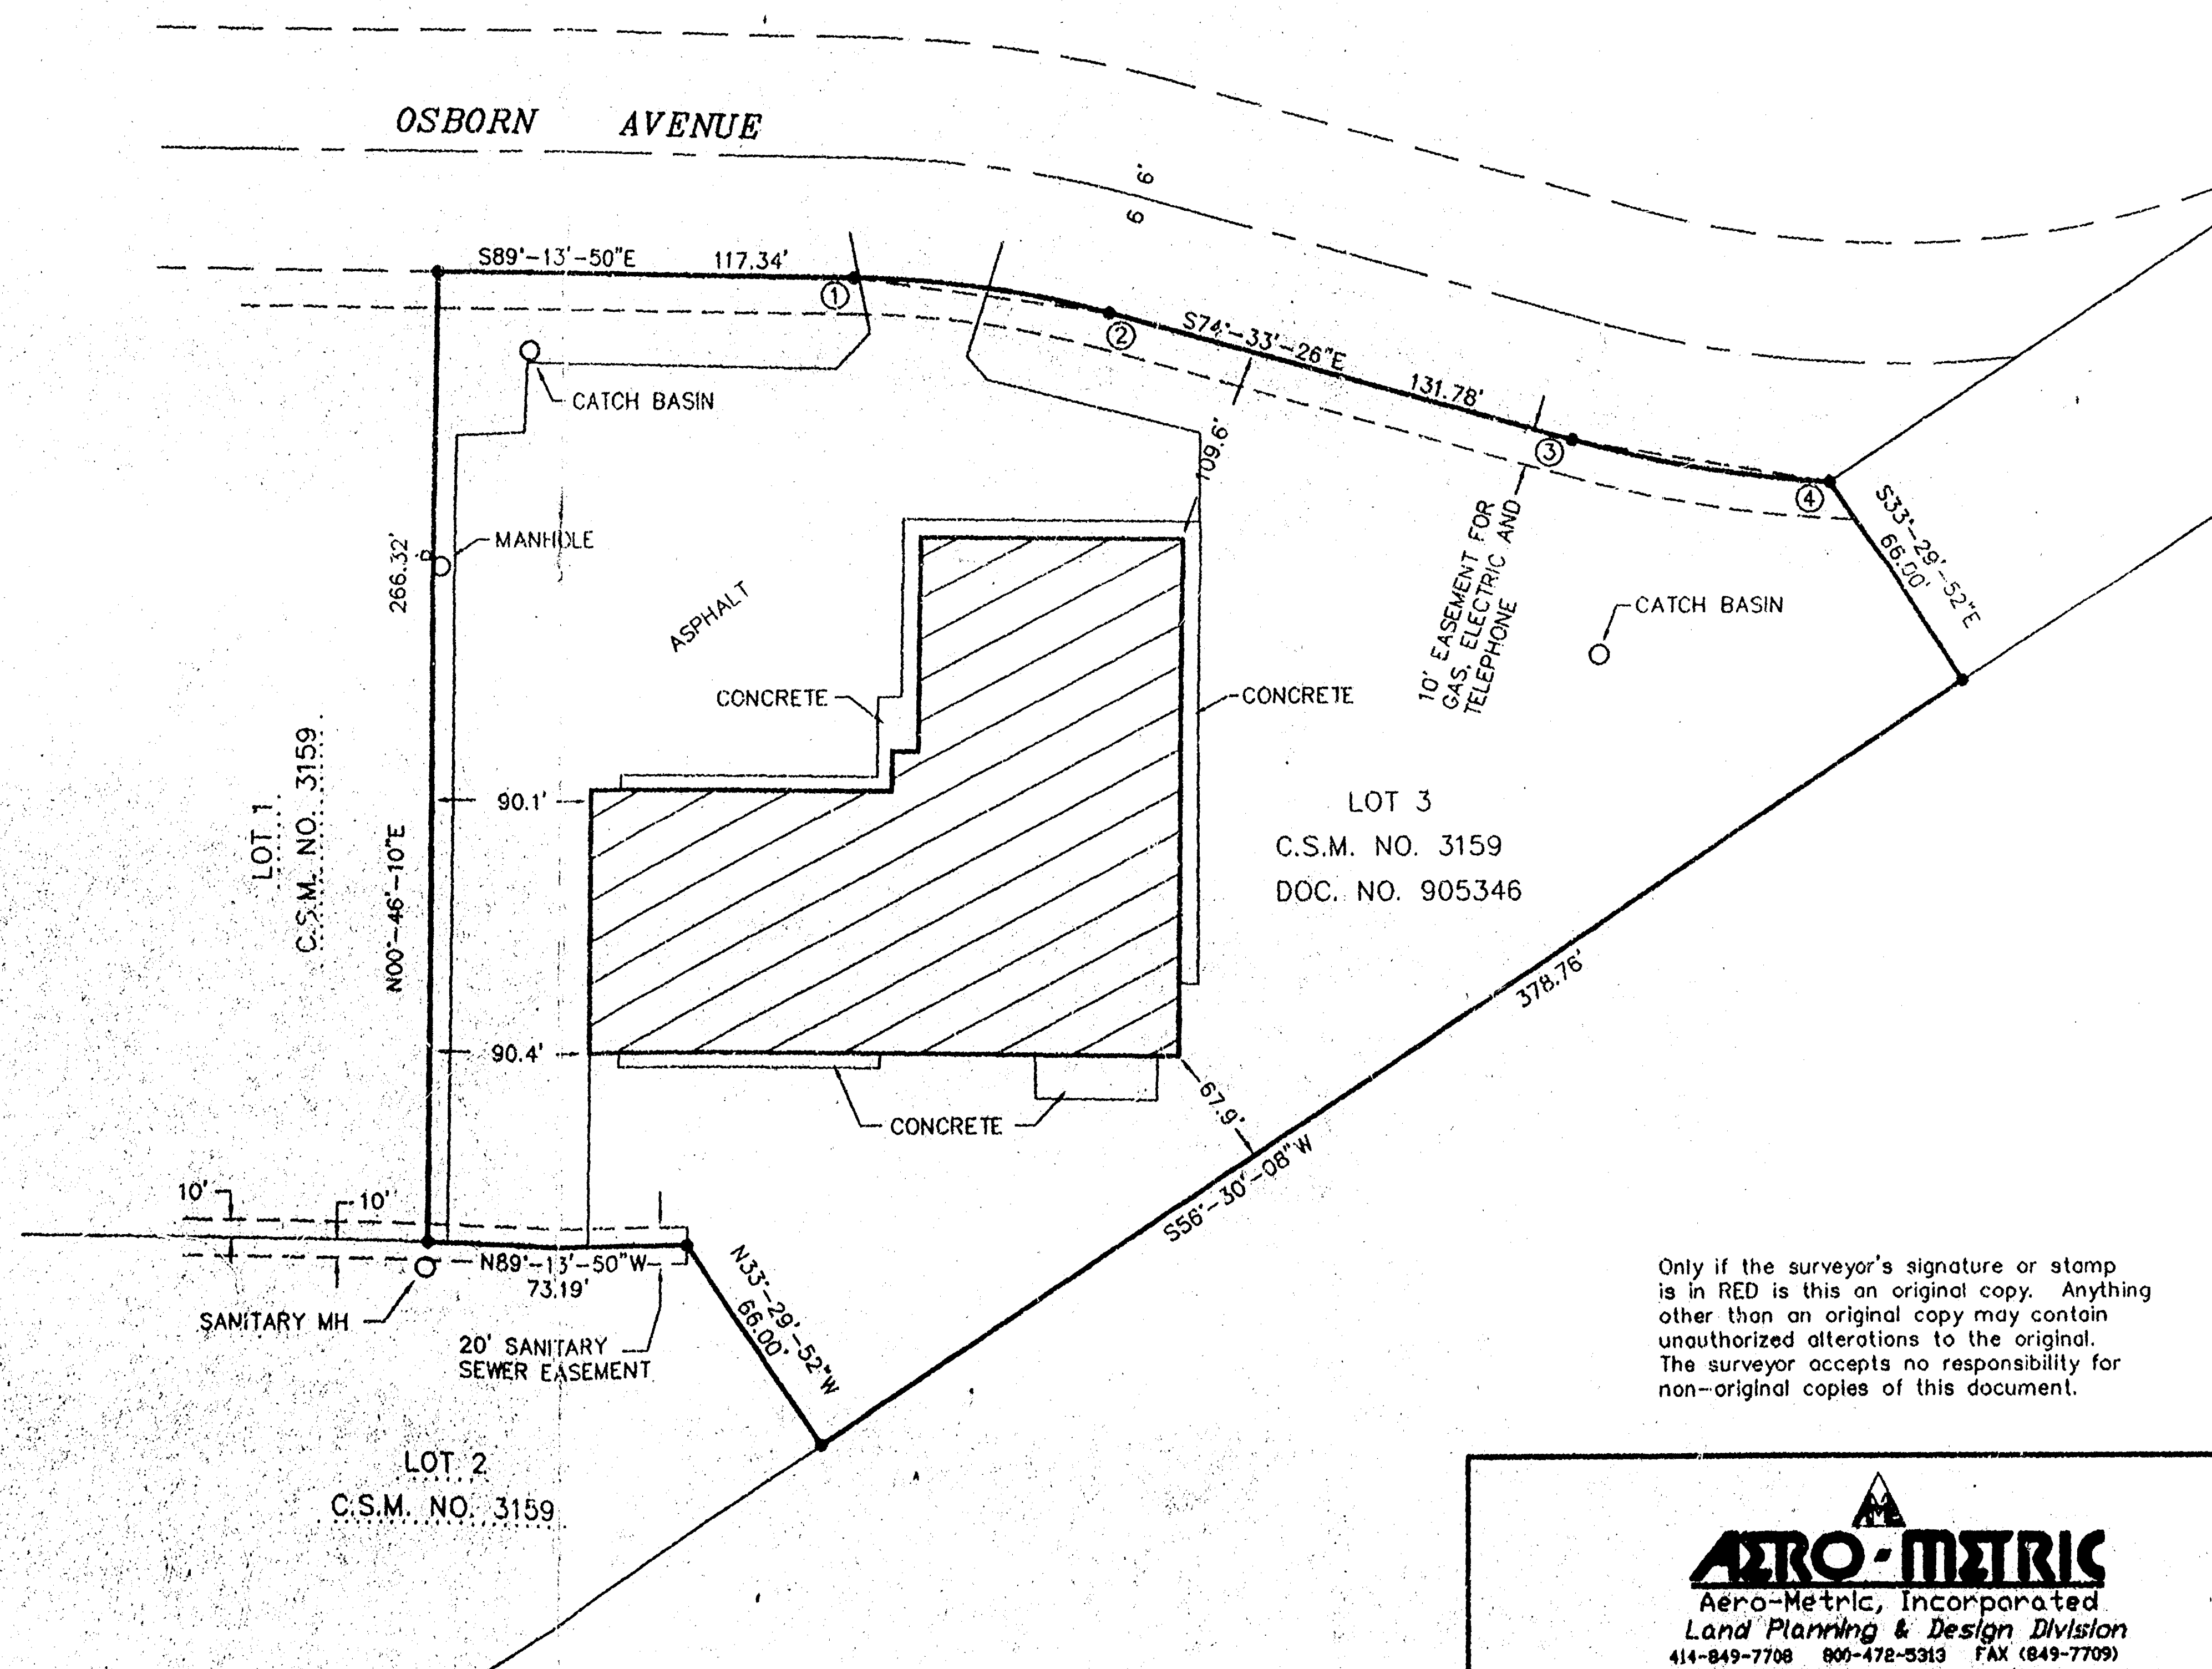 OSBORN AVENUE
6 6'
S89°-13'-50"E 117.34'
1
2
S74°-33'-26"E
131.78'
3
4
S33°-29'-52"E
66.00'
CATCH BASIN
109.6'
MANHOLE
266.32'
ASPHALT
10' EASEMENT FOR
GAS, ELECTRIC AND
TELEPHONE
CATCH BASIN
CONCRETE
CONCRETE
LOT 1
C.S.M. NO. 3159
90.1'
LOT 3
C.S.M. NO. 3159
DOC. NO. 905346
N00°-46'-10"E
378.76'
90.4'
67.9'
CONCRETE
S56°-30'-08"W
10'
10'
N89°-13'-50"W
73.19'
N33°-29'-52"W
66.00'
SANITARY MH
20' SANITARY
SEWER EASEMENT
LOT 2
C.S.M. NO. 3159
Only if the surveyor's signature or stamp
is in RED is this an original copy. Anything
other than an original copy may contain
unauthorized alterations to the original.
The surveyor accepts no responsibility for
non-original copies of this document.
AERO-METRIC
Aero-Metric, Incorporated
Land Planning & Design Division
414-849-7708 800-472-5313 FAX (849-7709)